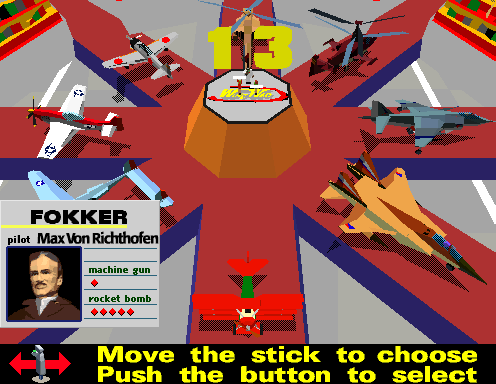 13
FOKKER
pilot Max Von Richthofen
machine gun
rocket bomb
Move the stick to choose
Push the button to select